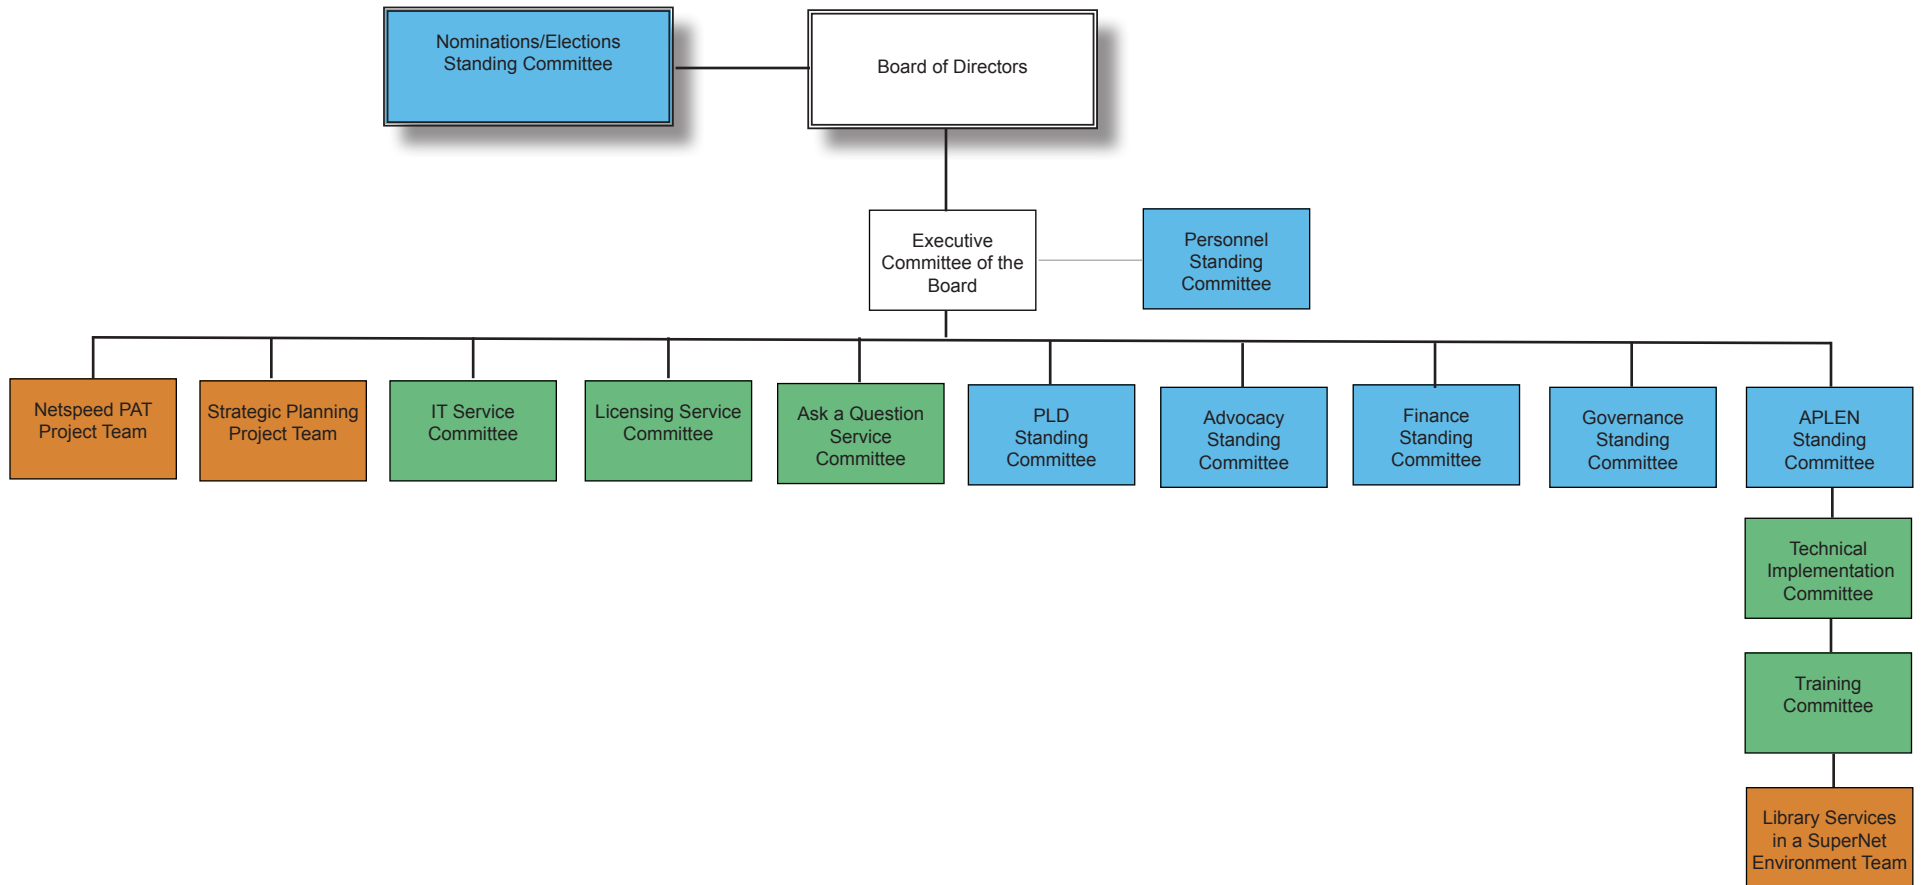 Nominations/Elections
Standing Committee
Board of Directors
Executive
Committee of the
Board
Personnel
Standing
Committee
Netspeed PAT
Project Team
Strategic Planning
Project Team
IT Service
Committee
Licensing Service
Committee
Ask a Question
Service
Committee
PLD
Standing
Committee
Advocacy
Standing
Committee
Finance
Standing
Committee
Governance
Standing
Committee
APLEN
Standing
Committee
Technical
Implementation
Committee
Training
Committee
Library Services
in a SuperNet
Environment Team